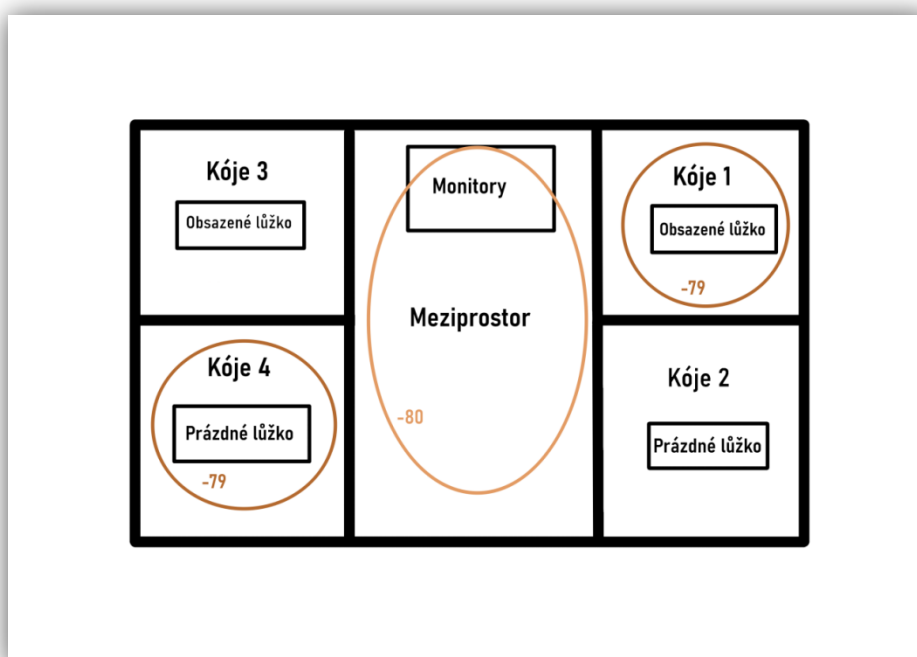 Kóje 3
Obsazené lůžko
Monitory
Kóje 1
Obsazené lůžko
-79
Meziprostor
Kóje 4
Prázdné lůžko
-79
-80
Kóje 2
Prázdné lůžko